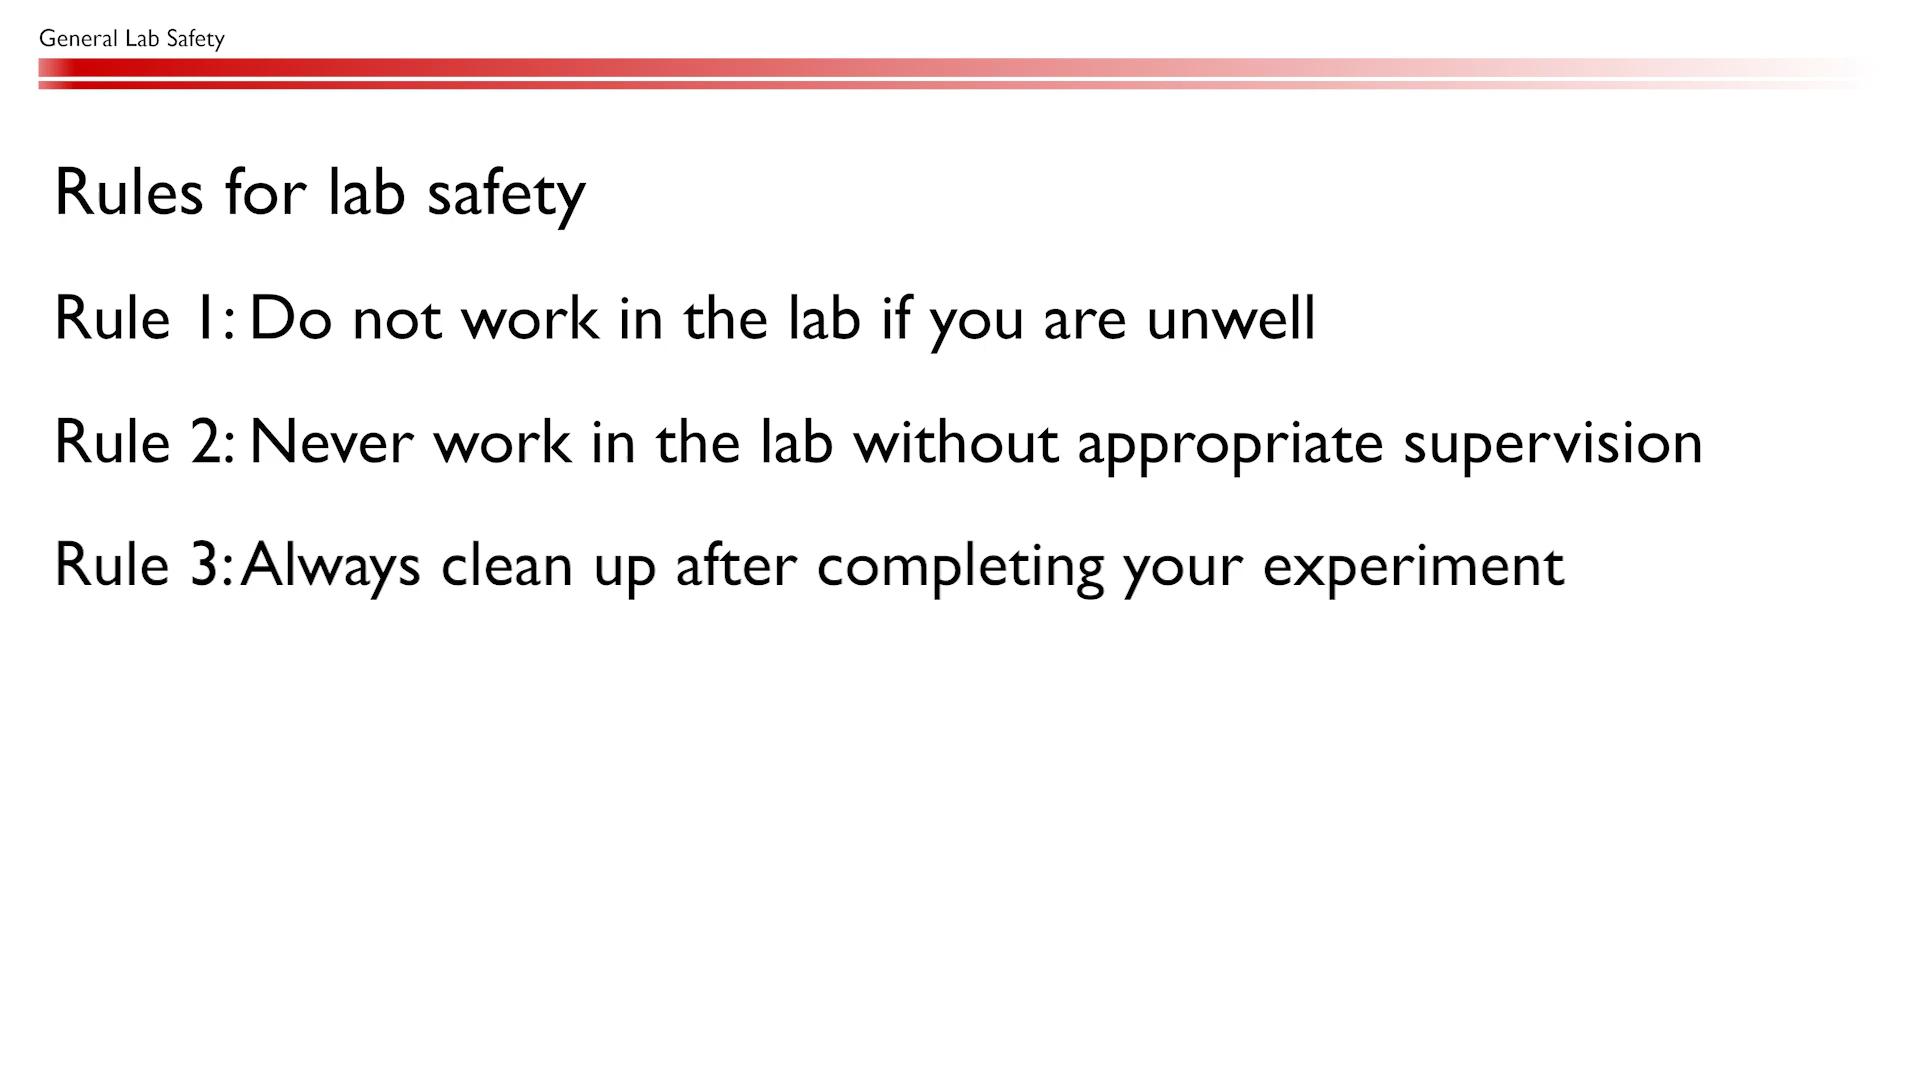 General Lab Safety
Rules for lab safety
Rule 1: Do not work in the lab if you are unwell
Rule 2: Never work in the lab without appropriate supervision
Rule 3: Always clean up after completing your experiment